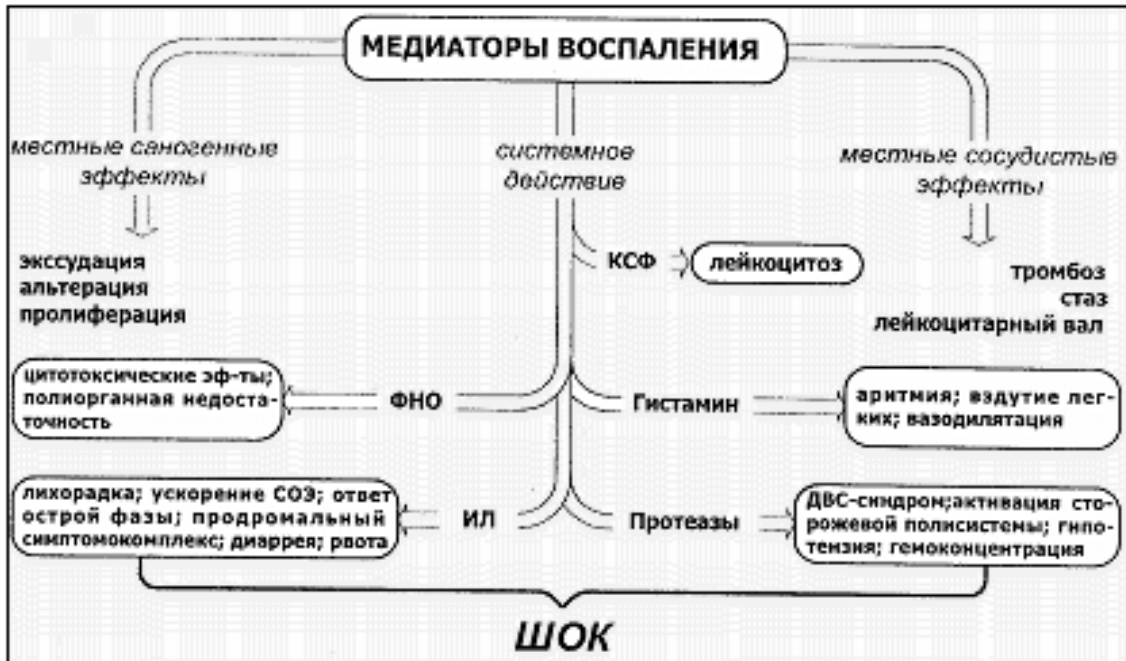 МЕДИАТОРЫ ВОСПАЛЕНИЯ
местные саногенные
эффекты
системное
действие
местные сосудистые
эффекты
экссудация
альтерация
пролиферация
КСФ
лейкоцитоз
тромбоз
стаз
лейкоцитарный вал
цитотоксические эф-ты;
полиорганная недоста-
точность
ФНО
Гистамин
аритмия; вздутие лег-
ких; вазодилятация
лихорадка; ускорение СОЭ; ответ
острой фазы; продромальный
симптомокомплекс; диаррея; рвота
ИЛ
Протеазы
ДВС-синдром;активация сто-
рожевой полисистемы; гипо-
тензия; гемоконцентрация
ШОК